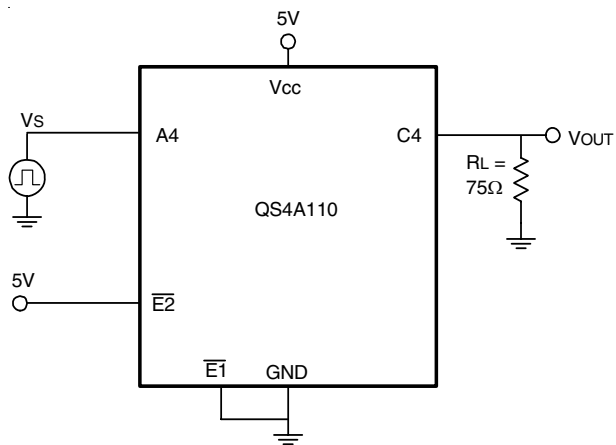 5V
Vcc
VS
A4
C4
VOUT
RL =
75Ω
QS4A110
5V
E2
E1
GND